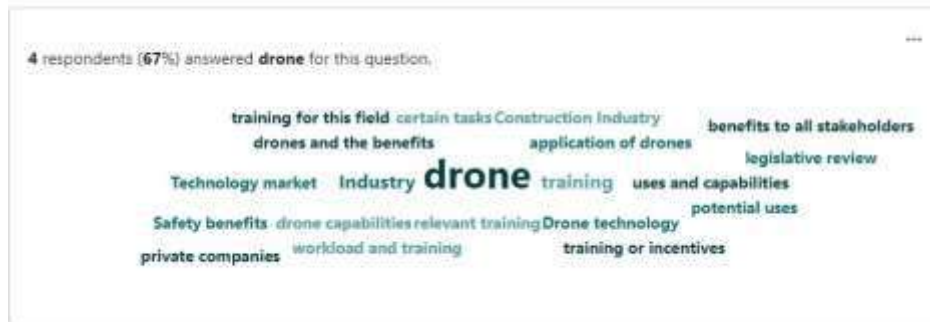 ...
4 respondents (67%) answered drone for this question.
training for this field certain tasks Construction Industry
benefits to all stakeholders
drones and the benefits application of drones
legislative review
Technology market Industry drone training uses and capabilities
potential uses
Safety benefits drone capabilities relevant training Drone technology
private companies workload and training training or incentives